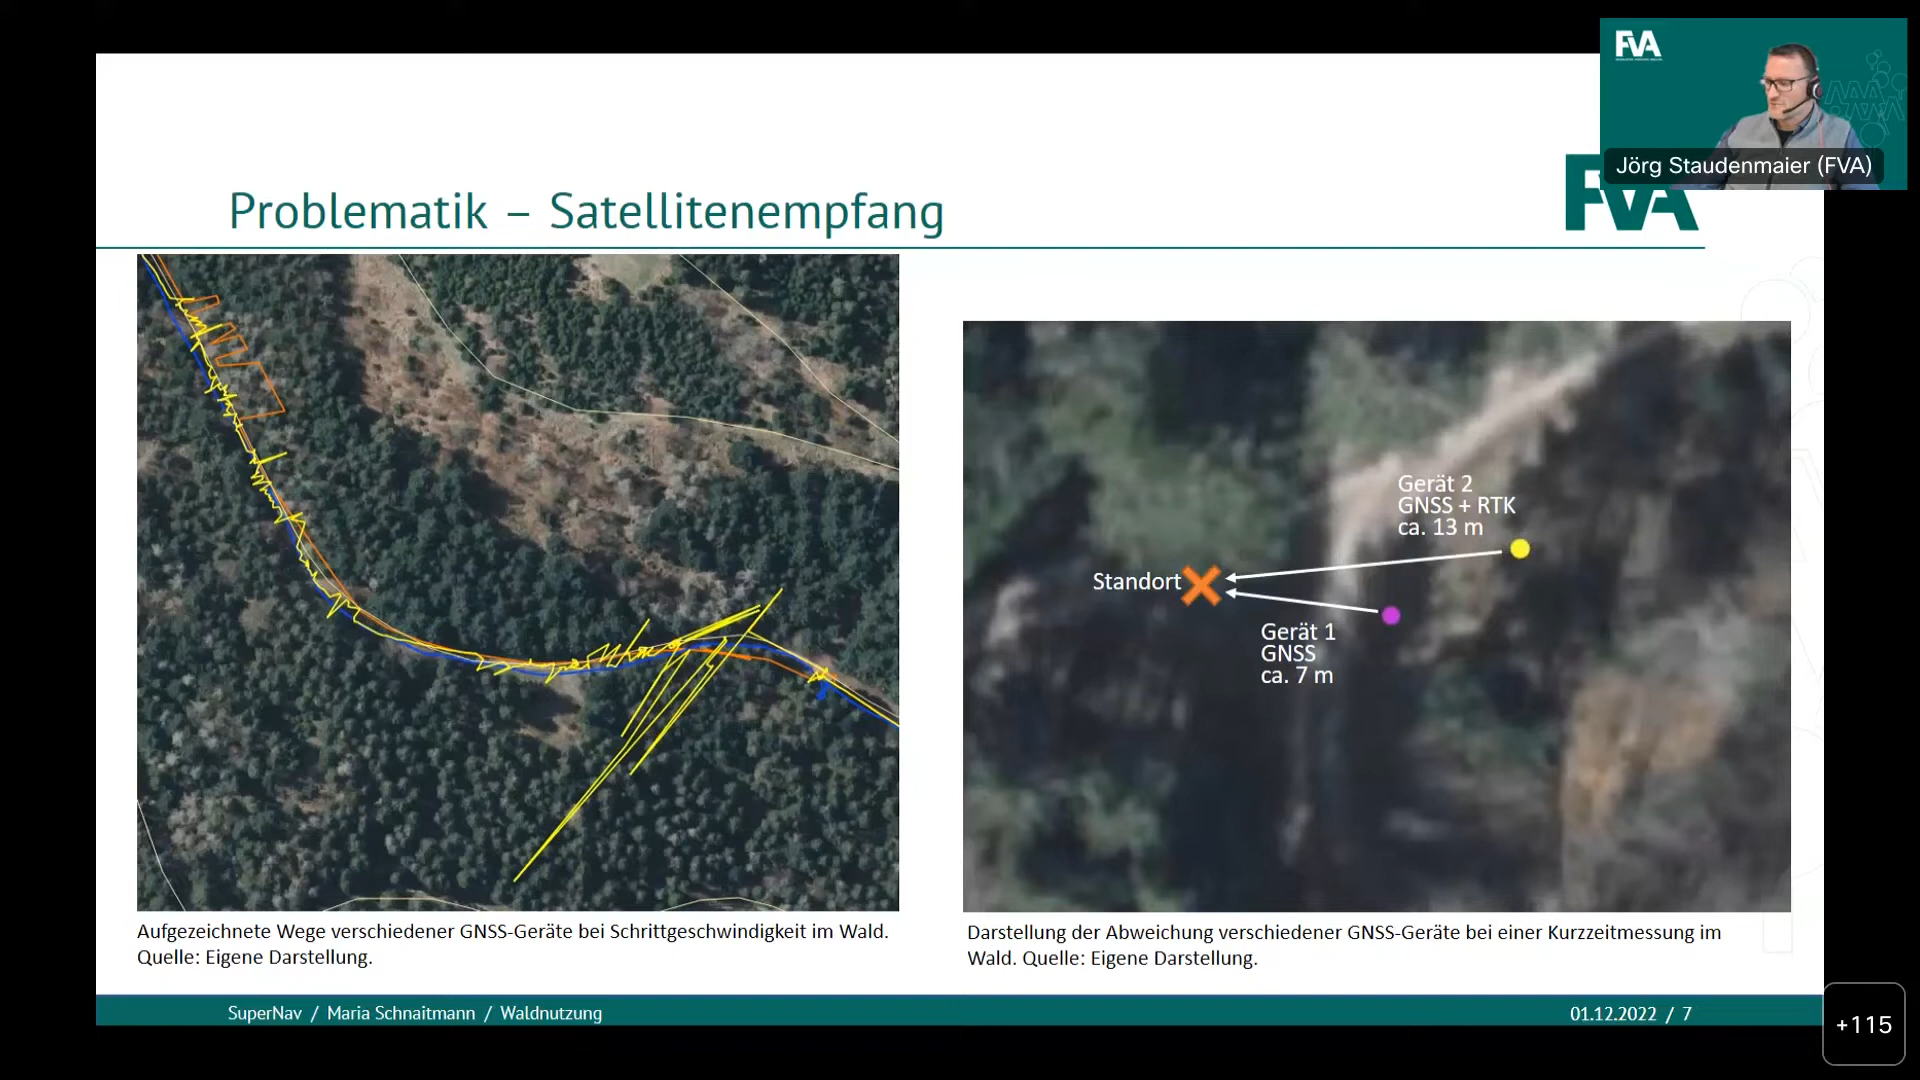 FVA
Jörg Staudenmaier (FVA)
FVA
Problematik – Satellitenempfang
Gerät 2
GNSS + RTK
ca. 13 m
Standort
Gerät 1
GNSS
ca. 7 m
Aufgezeichnete Wege verschiedener GNSS-Geräte bei Schrittgeschwindigkeit im Wald.
Quelle: Eigene Darstellung.
Darstellung der Abweichung verschiedener GNSS-Geräte bei einer Kurzzeitmessung im
Wald. Quelle: Eigene Darstellung.
SuperNav / Maria Schnaitmann / Waldnutzung
01.12.2022 / 7
+115